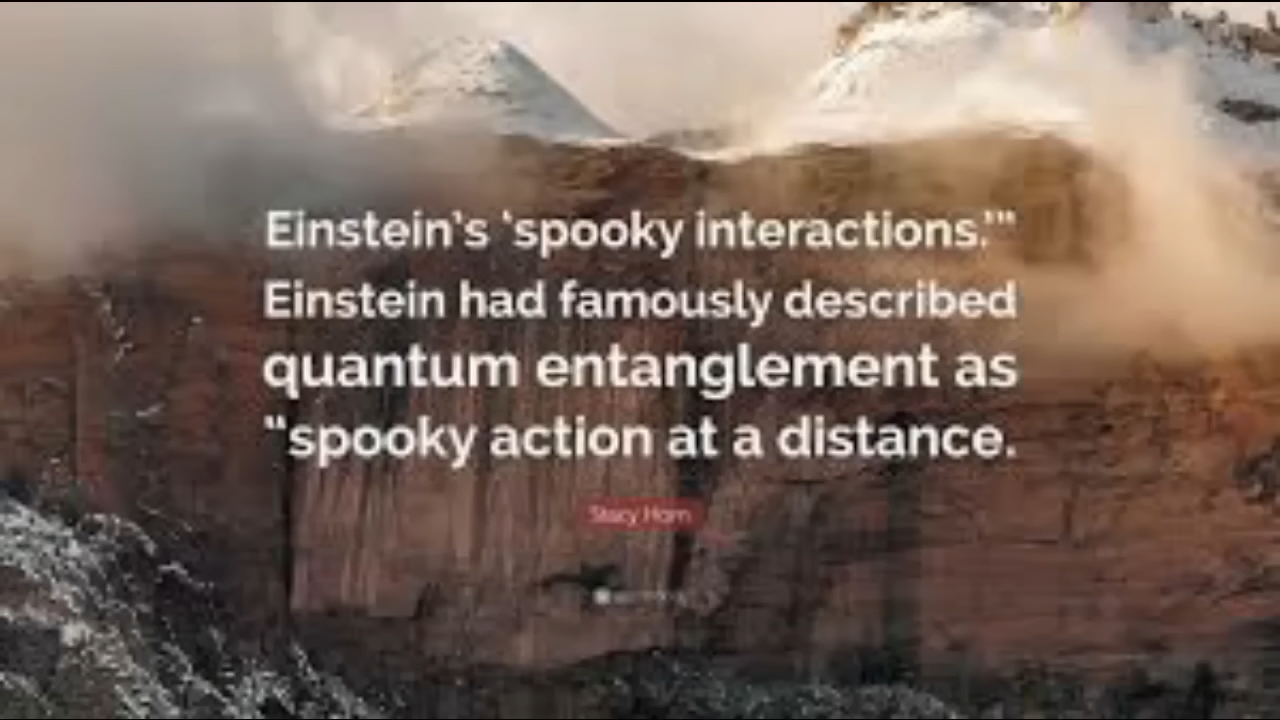 Einstein's 'spooky interactions.'"
Einstein had famously described
quantum entanglement as
"spooky action at a distance.
Stacy Horn